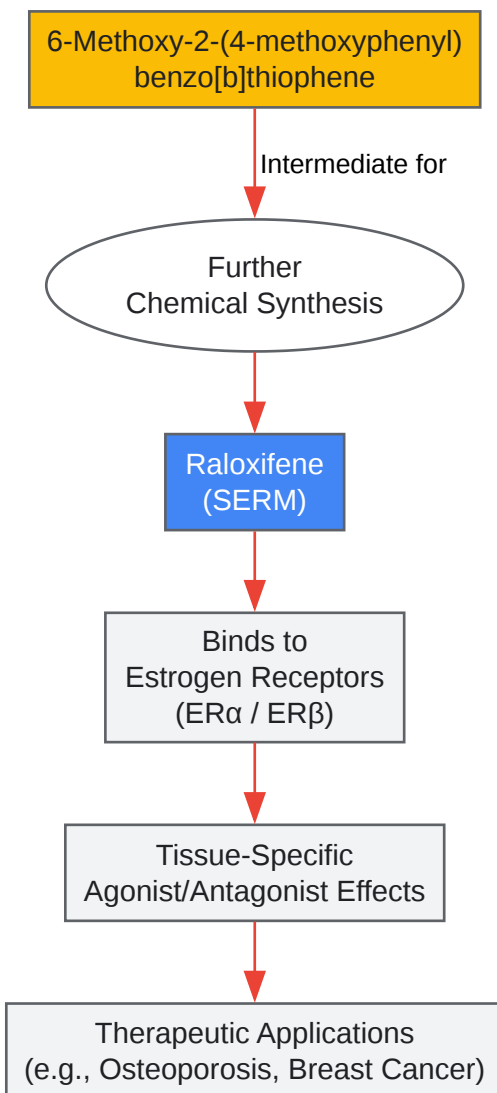 6-Methoxy-2-(4-methoxyphenyl)
benzo[b]thiophene
Intermediate for
Further
Chemical Synthesis
Raloxifene
(SERM)
Binds to
Estrogen Receptors
(ERα / ERβ)
Tissue-Specific
Agonist/Antagonist Effects
Therapeutic Applications
(e.g., Osteoporosis, Breast Cancer)